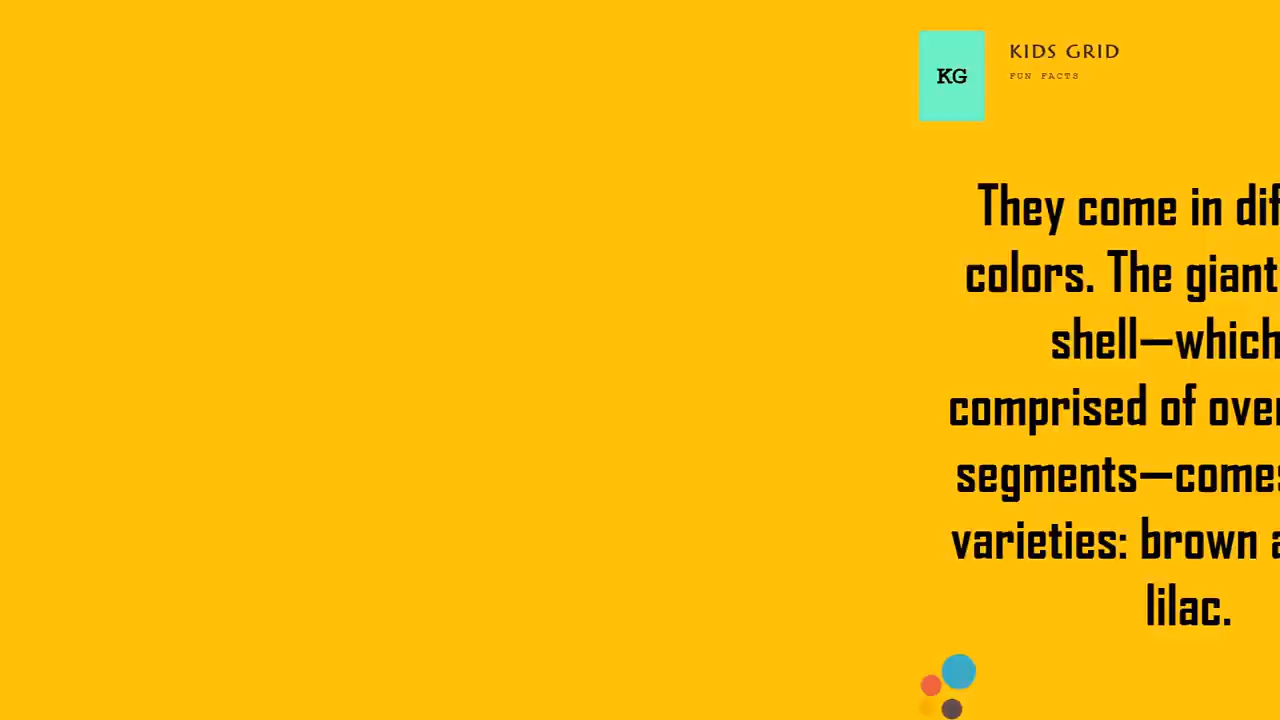 KG
KIDS GRID
FUN FACTS
They come in dif
colors. The giant
shell—which
comprised of over
segments—comes
varieties: brown a
lilac.